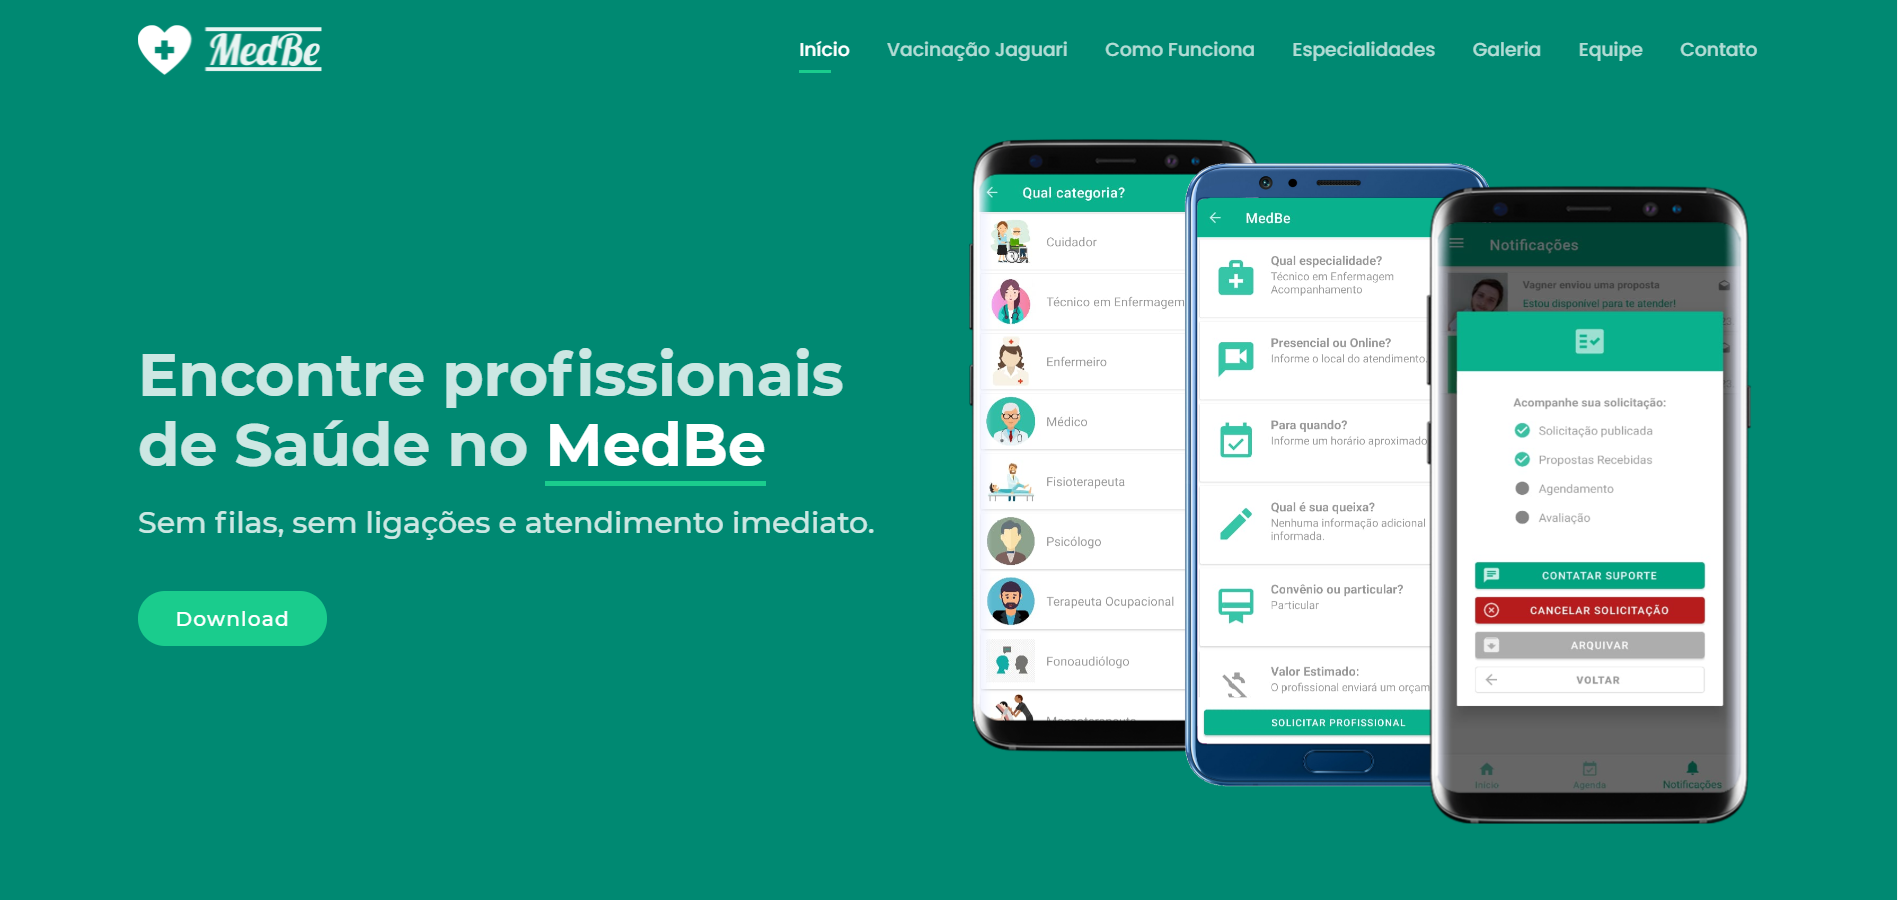 MedBe
Início Vacinação Jaguari Como Funciona Especialidades Galeria Equipe Contato
Encontre profissionais
de Saúde no MedBe
Sem filas, sem ligações e atendimento imediato.
Download
Qual categoria?
Cuidador
Técnico em Enfermagem
Enfermeiro
Médico
Fisioterapeuta
Psicólogo
Terapeuta Ocupacional
Fonoaudiólogo
MedBe
Qual especialidade?
Técnico em Enfermagem
Acompanhamento
Presencial ou Online?
Informe o local do atendimento.
Para quando?
Informe um horário aproximado
Qual é sua queixa?
Nenhuma informação adicional
informada.
Convênio ou particular?
Particular
Valor Estimado:
O profissional enviará um orçam
SOLICITAR PROFISSIONAL
Notificações
Vagner enviou uma proposta
Estou disponivel para te atender!
23
23
Acompanhe sua solicitação:
Solicitação publicada
Propostas Recebidas
Agendamento
Avaliação
CONTATAR SUPORTE
CANCELAR SOLICITAÇÃO
ARQUIVAR
VOLTAR
Início Agenda Notificações